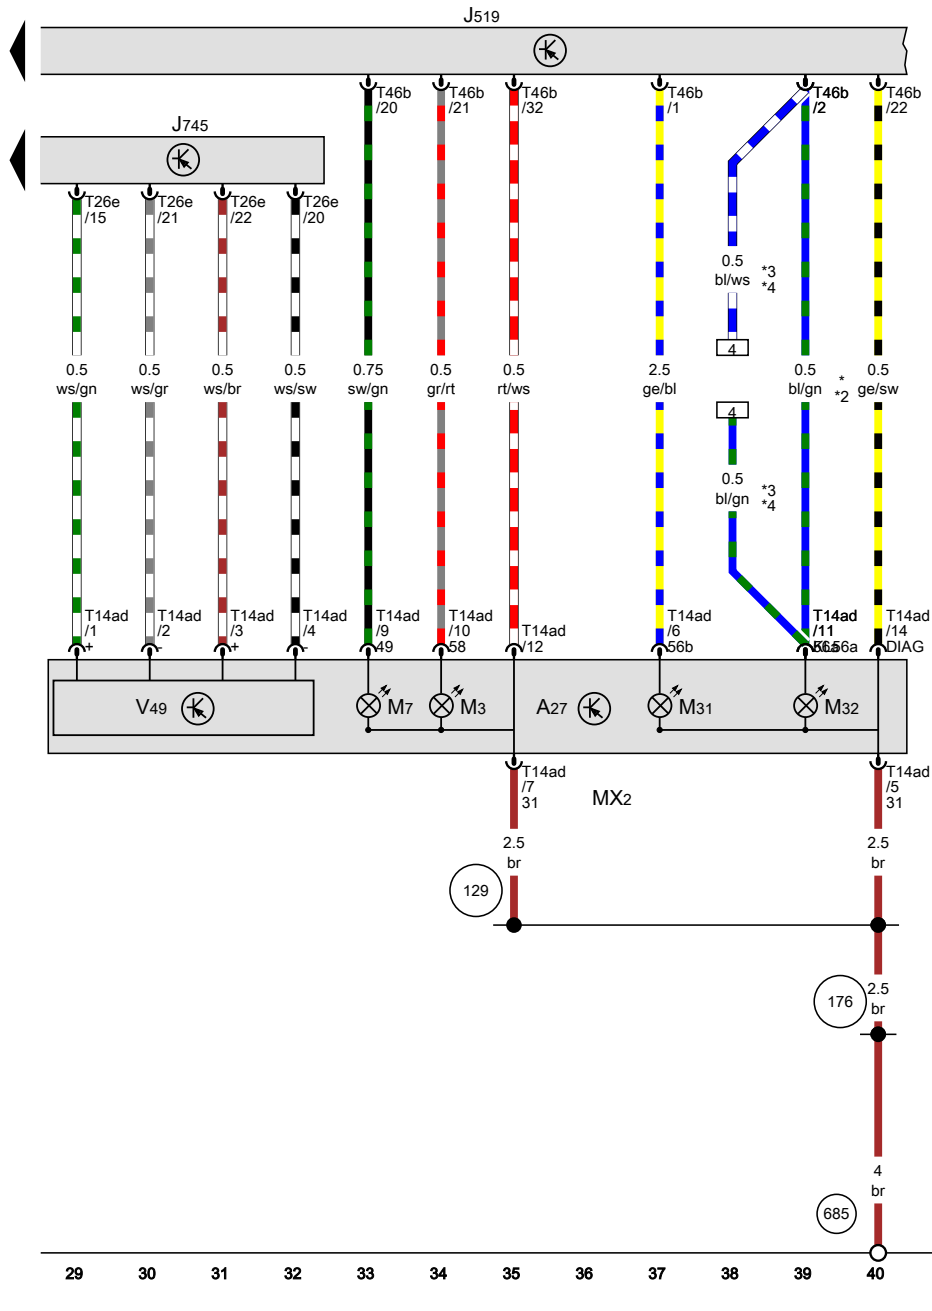 J519
T46b T46b T46b T46b T46b T46b
/20 /21 /32 /1 /2 /22
J745
T26e T26e T26e T26e
/15 /21 /22 /20
0.5
bl/ws *3
*4
4
0.5 0.5 0.5 0.5 0.75 0.5 0.5 2.5 0.5 0.5
ws/gn ws/gr ws/br ws/sw sw/gn gr/rt rt/ws ge/bl bl/gn * *2 ge/sw
4
0.5
bl/gn *3
*4
T14ad T14ad T14ad T14ad T14ad T14ad T14ad T14ad T14ad T14ad
/1 /2 /3 /4 /9 /10 /12 /6 /11 /14
+ - + - 49 58 56b 56a DIAG
V49 M7 M3 A27 M31 M32
T14ad T14ad
/7 /5
31 31
MX2
2.5 2.5
br br
129
2.5
176
br
4
br
685
29 30 31 32 33 34 35 36 37 38 39 40